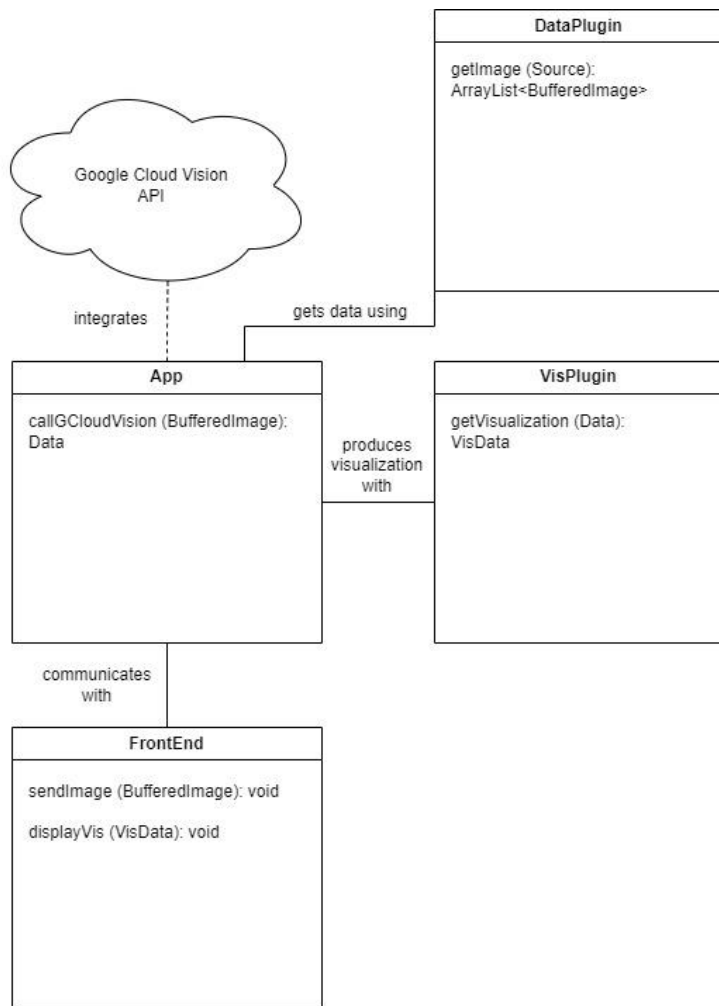 DataPlugin
getImage (Source):
ArrayList<BufferedImage>
Google Cloud Vision
API
integrates
gets data using
App
callGCloudVision (BufferedImage):
Data
produces
visualization
with
VisPlugin
getVisualization (Data):
VisData
communicates
with
FrontEnd
sendImage (BufferedImage): void
displayVis (VisData): void